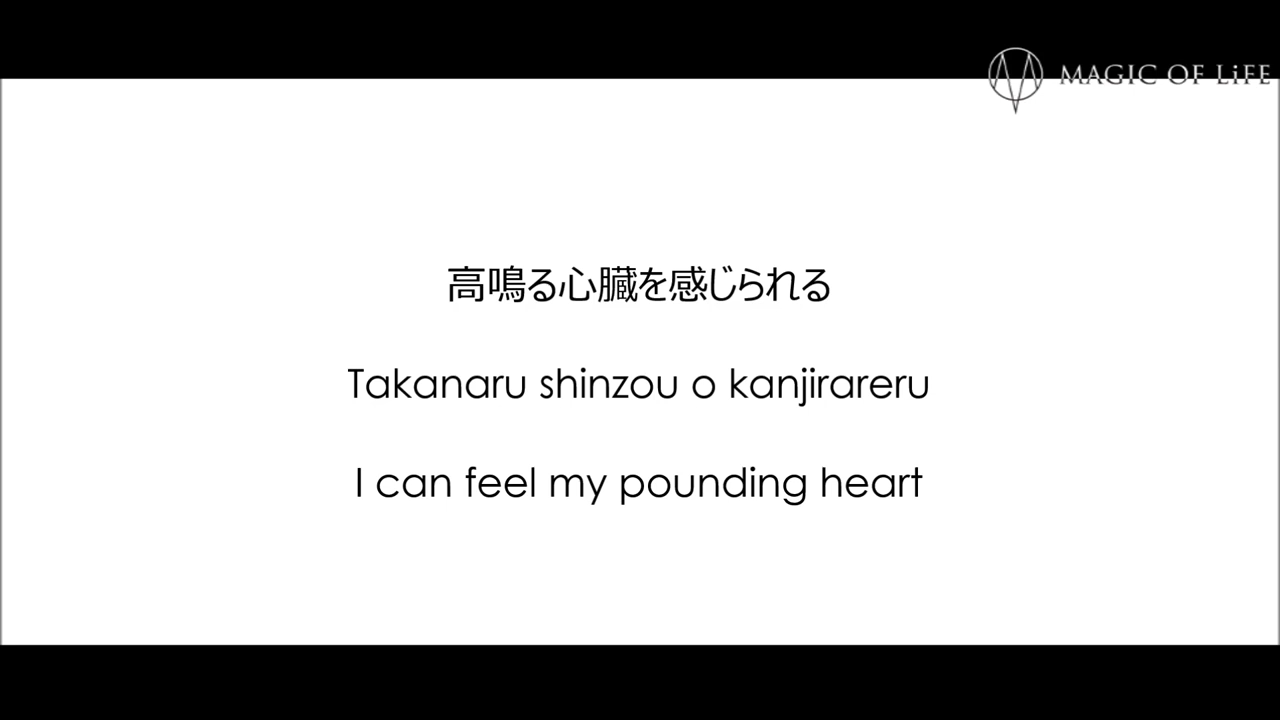 MAGIC OF LiFE
高鳴る心臓を感じられる
Takanaru shinzou o kanjirareru
I can feel my pounding heart